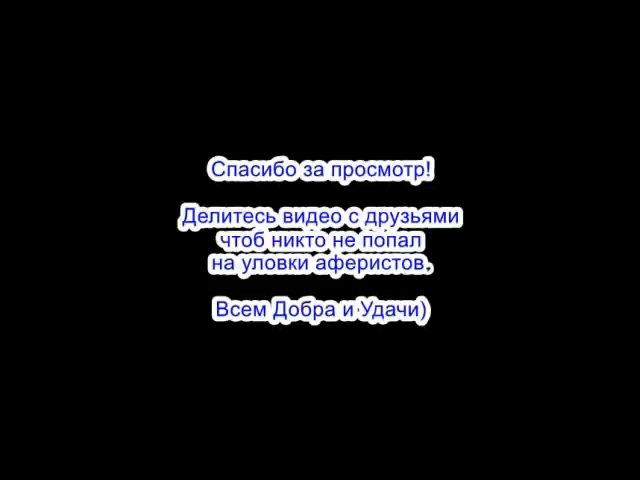 Спасибо за просмотр!
Делитесь видео с друзьями
чтоб никто не попал
на уловки аферистов.
Всем Добра и Удачи)